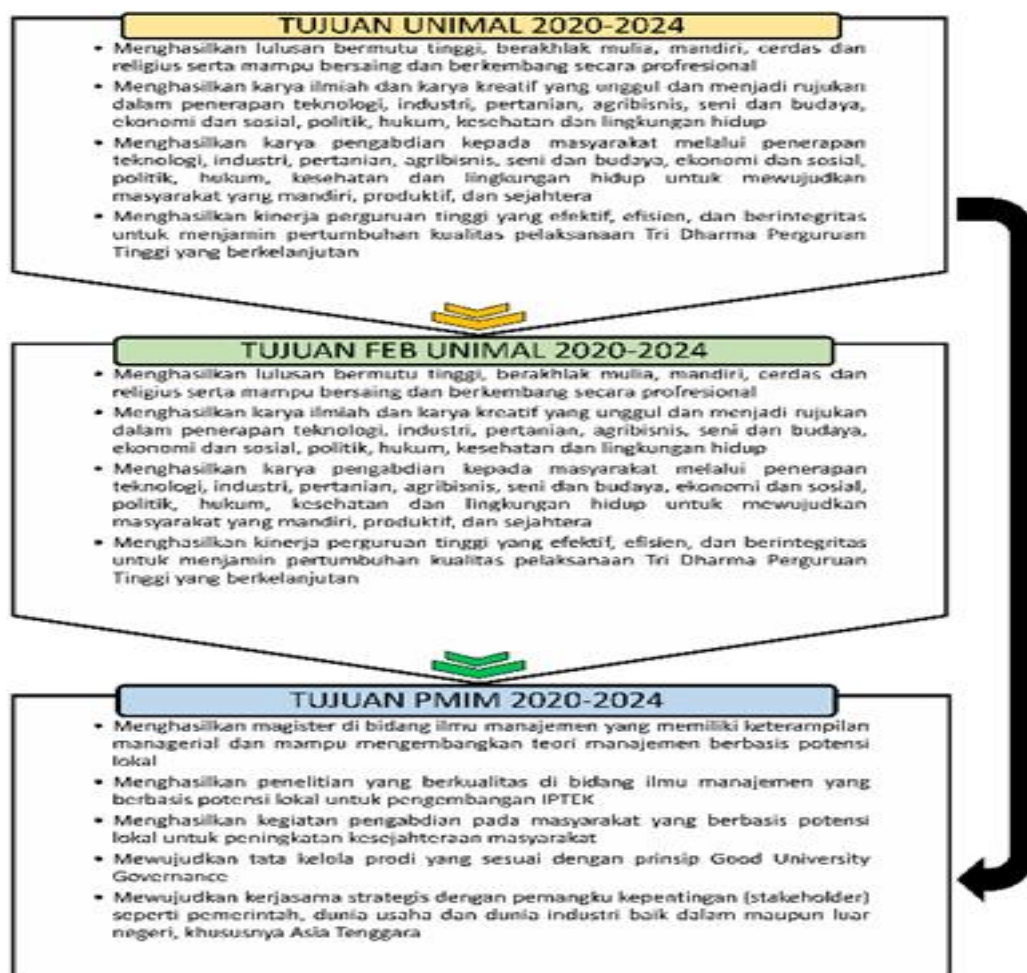 TUJUAN UNIMAL 2020-2024
• Menghasilkan lulusan bermutu tinggi, berakhlak mulia, mandiri, cerdas dan
religius serta mampu bersaing dan berkembang secara profresional
• Menghasilkan karya ilmiah dan karya kreatif yang unggul dan menjadi rujukan
dalam penerapan teknologi, industri, pertanian, agribisnis, seni dan budaya,
ekonomi dan sosial, politik, hukum, kesehatan dan lingkungan hidup
• Menghasilkan karya pengabdian kepada masyarakat melalui penerapan
teknologi, industri, pertanian, agribisnis, seni dan budaya, ekonomi dan sosial,
politik, hukum, kesehatan dan lingkungan hidup untuk mewujudkan
masyarakat yang mandiri, produktif, dan sejahtera
• Menghasilkan kinerja perguruan tinggi yang efektif, efisien, dan berintegritas
untuk menjamin pertumbuhan kualitas pelaksanaan Tri Dharma Perguruan
Tinggi yang berkelanjutan
TUJUAN FEB UNIMAL 2020-2024
• Menghasilkan lulusan bermutu tinggi, berakhlak mulia, mandiri, cerdas dan
religius serta mampu bersaing dan berkembang secara profresional
• Menghasilkan karya ilmiah dan karya kreatif yang unggul dan menjadi rujukan
dalam penerapan teknologi, industri, pertanian, agribisnis, seni dan budaya,
ekonomi dan sosial, politik, hukum, kesehatan dan lingkungan hidup
• Menghasilkan karya pengabdian kepada masyarakat melalui penerapan
teknologi, industri, pertanian, agribisnis, seni dan budaya, ekonomi dan sosial,
politik, hukum, kesehatan dan lingkungan hidup untuk mewujudkan
masyarakat yang mandiri, produktif, dan sejahtera
• Menghasilkan kinerja perguruan tinggi yang efektif, efisien, dan berintegritas
untuk menjamin pertumbuhan kualitas pelaksanaan Tri Dharma Perguruan
Tinggi yang berkelanjutan
TUJUAN PMIM 2020-2024
• Menghasilkan magister di bidang ilmu manajemen yang memiliki keterampilan
managerial dan mampu mengembangkan teori manajemen berbasis potensi
lokal
• Menghasilkan penelitian yang berkualitas di bidang ilmu manajemen yang
berbasis potensi lokal untuk pengembangan IPTEK
• Menghasilkan kegiatan pengabdian pada masyarakat yang berbasis potensi
lokal untuk peningkatan kesejahteraan masyarakat
• Mewujudkan tata kelola prodi yang sesuai dengan prinsip Good University
Governance
• Mewujudkan kerjasama strategis dengan pemangku kepentingan (stakeholder)
seperti pemerintah, dunia usaha dan dunia industri baik dalam maupun luar
negeri, khususnya Asia Tenggara